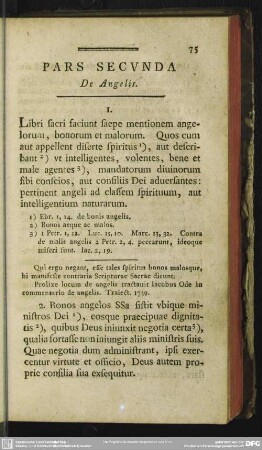 75
PARS SECVNDA
De Angelis.
1.
Libri sacri faciunt saepe mentionem ange-
lorum, bonorum et malorum. Quos cum
aut appellent diserte spiritus 1), aut descri-
bant 2) vt intelligentes, volentes, bene et
male agentes 3), mandatorum diuinorum
sibi conscios, aut consiliis Dei aduersantes:
pertinent angeli ad classem spirituum, aut
intelligentium naturarum.
1) Ebr. 1, 14. de bonis angelis.
2) Bonos aeque ac malos.
3) 1 Petr. 1, 12. Luc. 15, 10. Marc. 13, 32. Contra
de malis angelis 2 Petr. 2, 4. peccarunt, ideoque
miseri sunt. Iac. 2, 19.
Qui ergo negant, esse tales spiritus bonos malosque,
hi manifeste contraria Scripturae Sacrae dicunt.
Prolixe locum de angelis tractauit Iacobus Ode in
commentario de angelis. Traiect. 1739.
2. Bonos angelos SSa sistit vbique mi-
nistros Dei 1), eosque praecipuae dignita-
tis 2), quibus Deus iniunxit negotia certa 3),
qualia fortasse non iniungit aliis ministris suis.
Quae negotia dum administrant, ipsi exer-
centur virtute et officio, Deus autem pro-
prie consilia sua exsequitur.